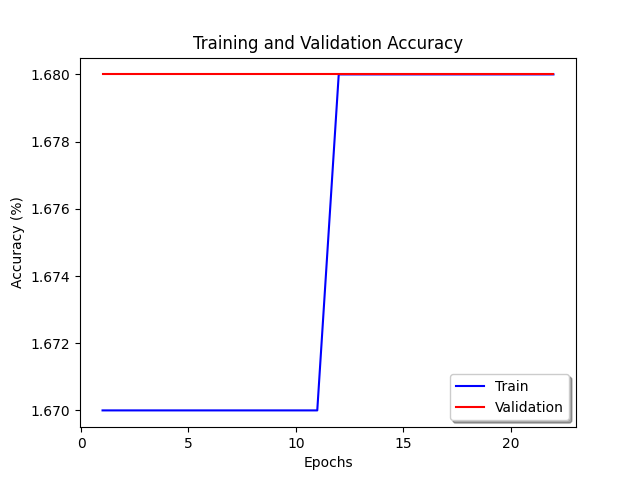 Training and Validation Accuracy
Accuracy (%)
1.680
1.678
1.676
1.674
1.672
1.670
0 5 10 15 20
Epochs
Train
Validation